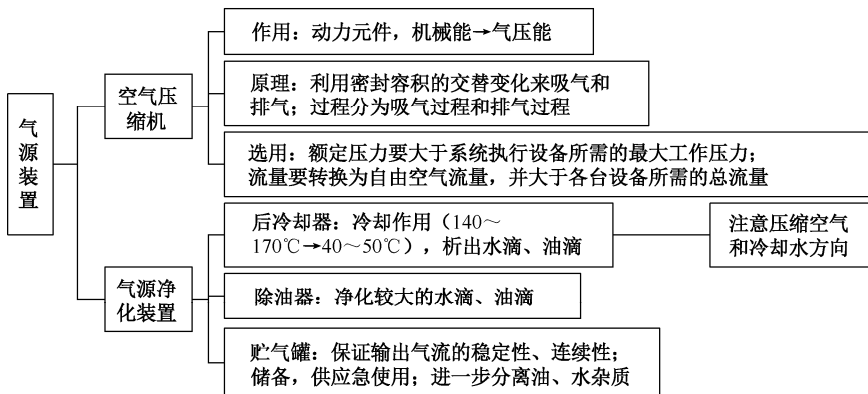 气
源
装
置
空气压
缩机
作用：动力元件，机械能→气压能
原理：利用密封容积的交替变化来吸气和
排气；过程分为吸气过程和排气过程
选用：额定压力要大于系统执行设备所需的最大工作压力；
流量要转换为自由空气流量，并大于各台设备所需的总流量
气源净
化装置
后冷却器：冷却作用（140～
170℃→40～50℃），析出水滴、油滴
注意压缩空气
和冷却水方向
除油器：净化较大的水滴、油滴
贮气罐：保证输出气流的稳定性、连续性；
储备，供应急使用；进一步分离油、水杂质